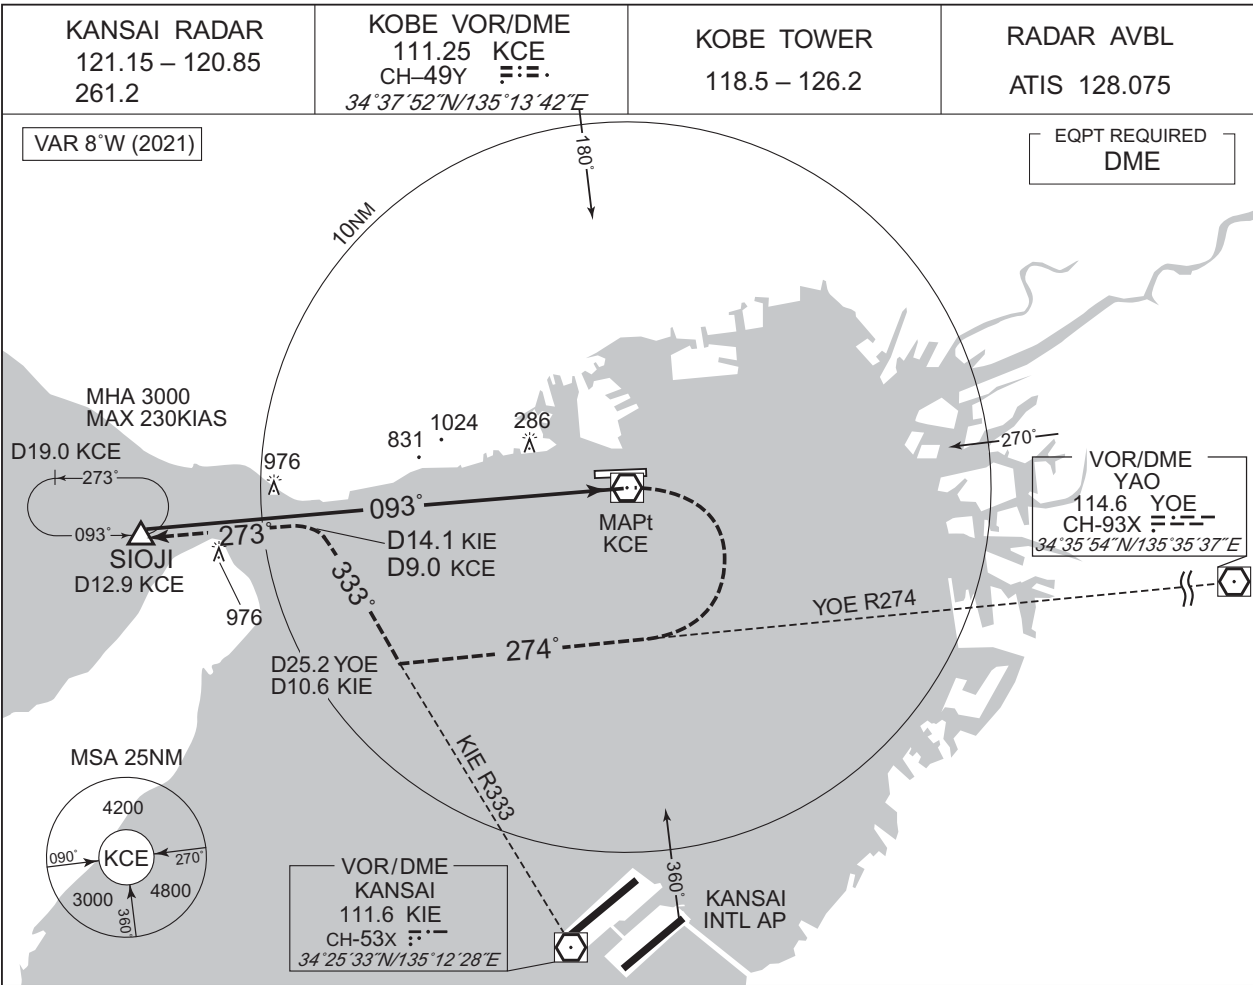 KANSAI RADAR
121.15 – 120.85
261.2
KOBE VOR/DME
111.25 KCE
CH–49Y
34°37′52″N/135°13′42″E
KOBE TOWER
118.5 – 126.2
RADAR AVBL
ATIS 128.075
VAR 8°W (2021)
EQPT REQUIRED
DME
180°
10NM
MHA 3000
MAX 230KIAS
D19.0 KCE
273°
093°
SIOJI
D12.9 KCE
976
831
1024
286
093°
273°
976
D14.1 KIE
D9.0 KCE
MAPt
KCE
270°
VOR/DME
YAO
114.6 YOE
CH-93X
34°35′54″N/135°35′37″E
333°
YOE R274
274°
D25.2 YOE
D10.6 KIE
KIE R333
MSA 25NM
4200
090°
KCE
270°
3000
4800
360°
VOR/DME
KANSAI
111.6 KIE
CH-53X
34°25′33″N/135°12′28″E
360°
KANSAI
INTL AP